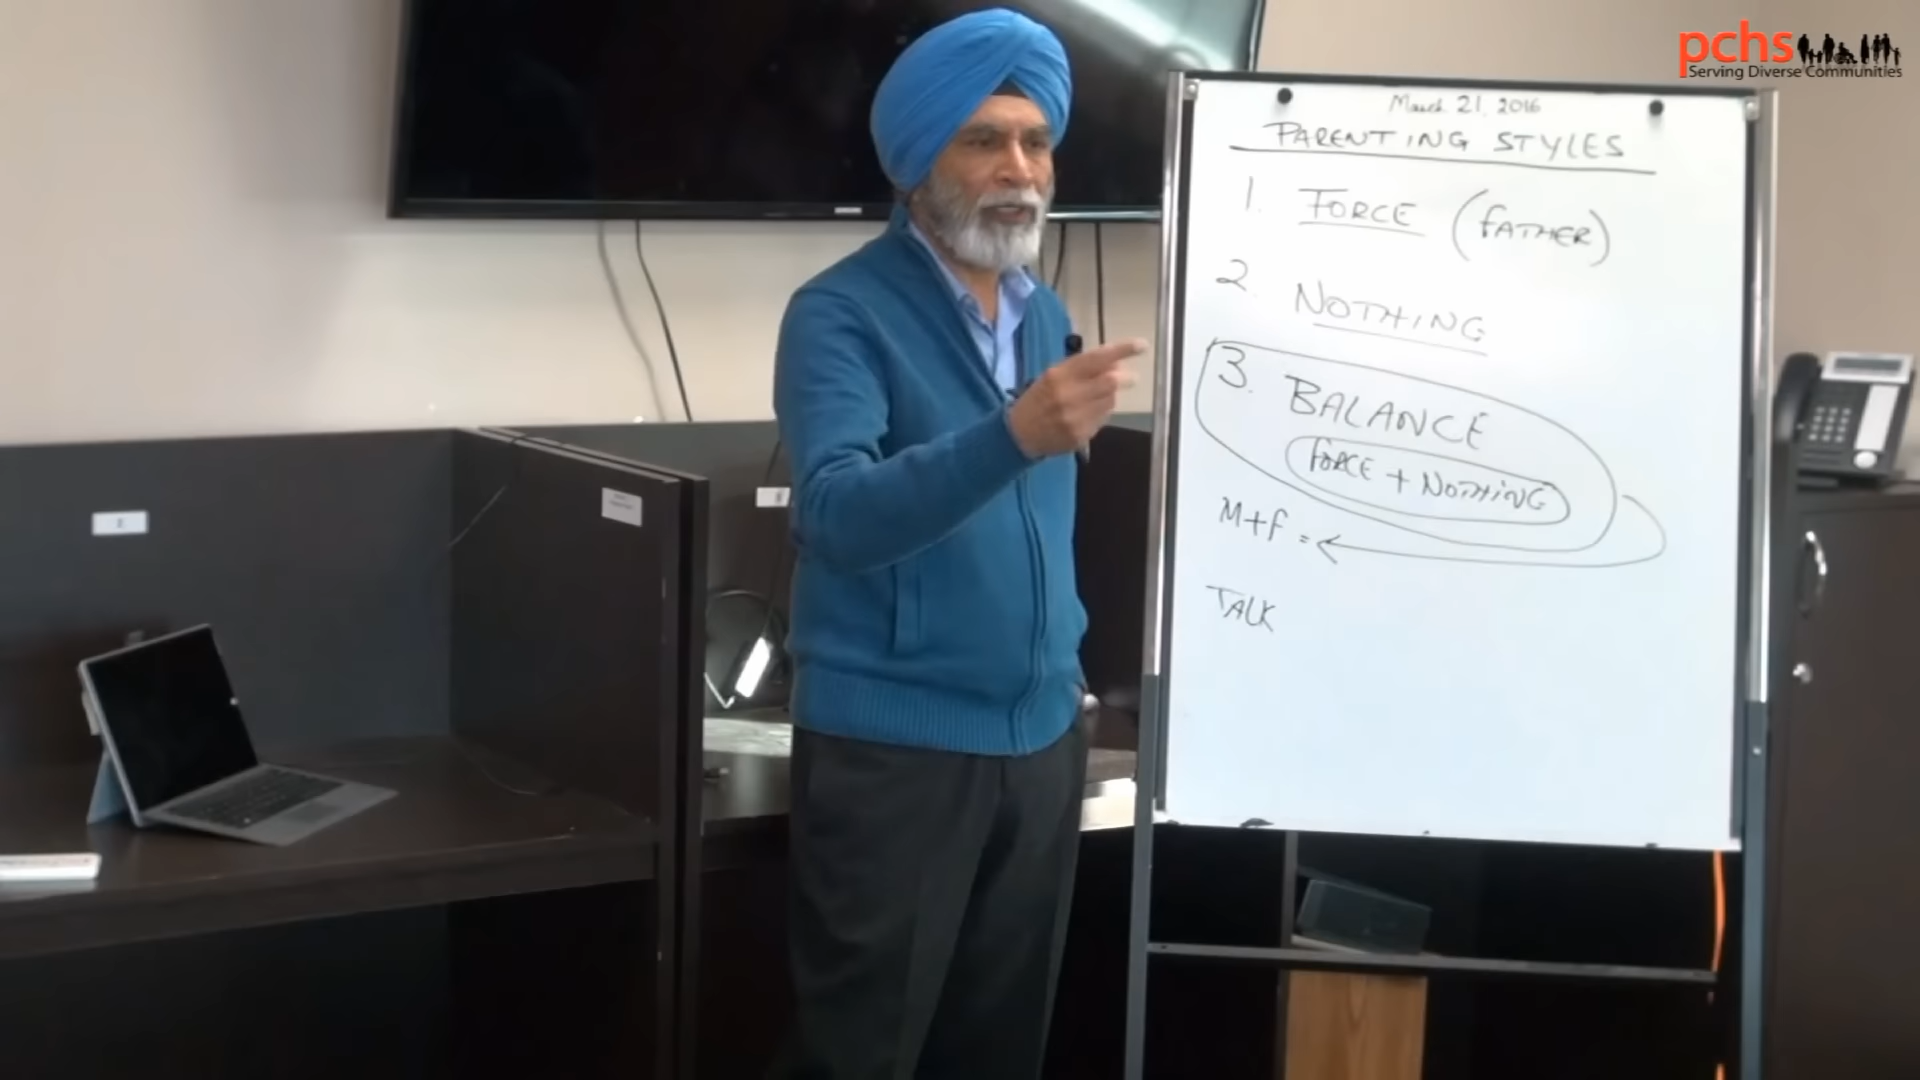 pchs
Serving Diverse Communities
March 21, 2016
PARENTING STYLES
1. FORCE (FATHER)
2. NOTHING
3. BALANCE
FORCE + NOTHING
M+F =
TALK